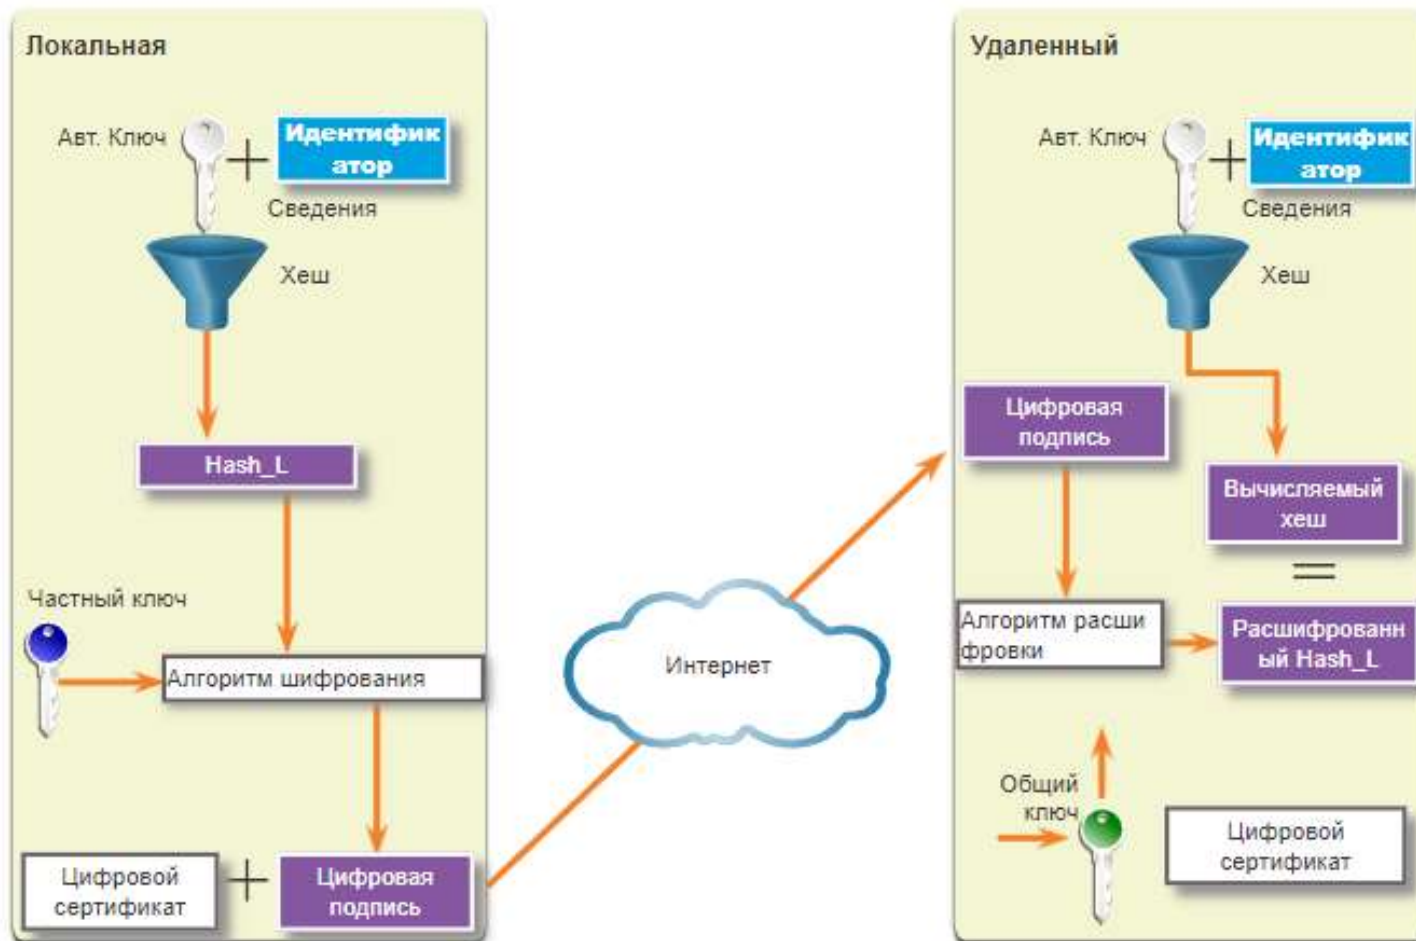 Локальная
Авт. Ключ
Идентифик
атор
Сведения
Хеш
Hash_L
Частный ключ
Алгоритм шифрования
Цифровой
сертификат
Цифровая
подпись
Интернет
Удаленный
Авт. Ключ
Идентифик
атор
Сведения
Хеш
Цифровая
подпись
Вычисляемый
хеш
Алгоритм расши
фровки
Расшифрованн
ый Hash_L
Общий
ключ
Цифровой
сертификат